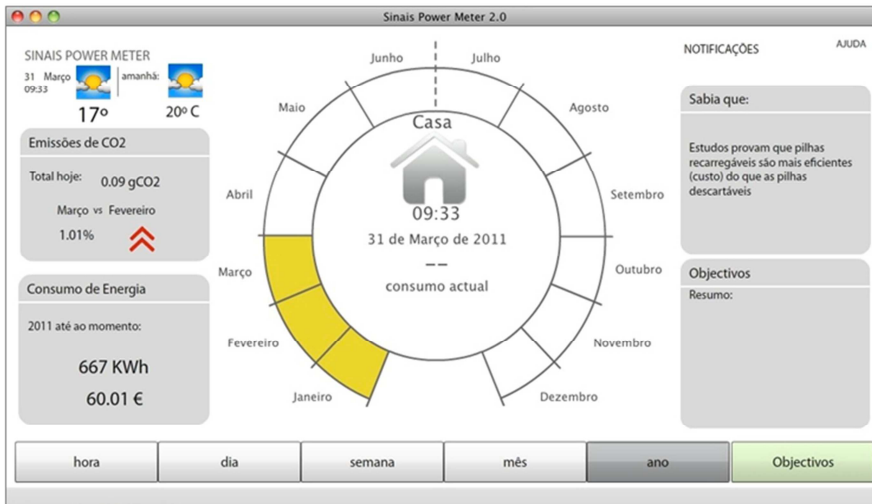 Sinais Power Meter 2.0
SINAIS POWER METER
31 Março
09:33
amanhã:
17º
20º C
Emissões de CO2
Total hoje: 0.09 gCO2
Março vs Fevereiro
1.01%
Consumo de Energia
2011 até ao momento:
667 KWh
60.01 €
Junho
Julho
Maio
Agosto
Abril
Setembro
Março
Outubro
Fevereiro
Novembro
Janeiro
Dezembro
Casa
09:33
31 de Março de 2011
--
consumo actual
NOTIFICAÇÕES
AJUDA
Sabia que:
Estudos provam que pilhas
recarregáveis são mais eficientes
(custo) do que as pilhas
descartáveis
Objectivos
Resumo:
hora
dia
semana
mês
ano
Objectivos